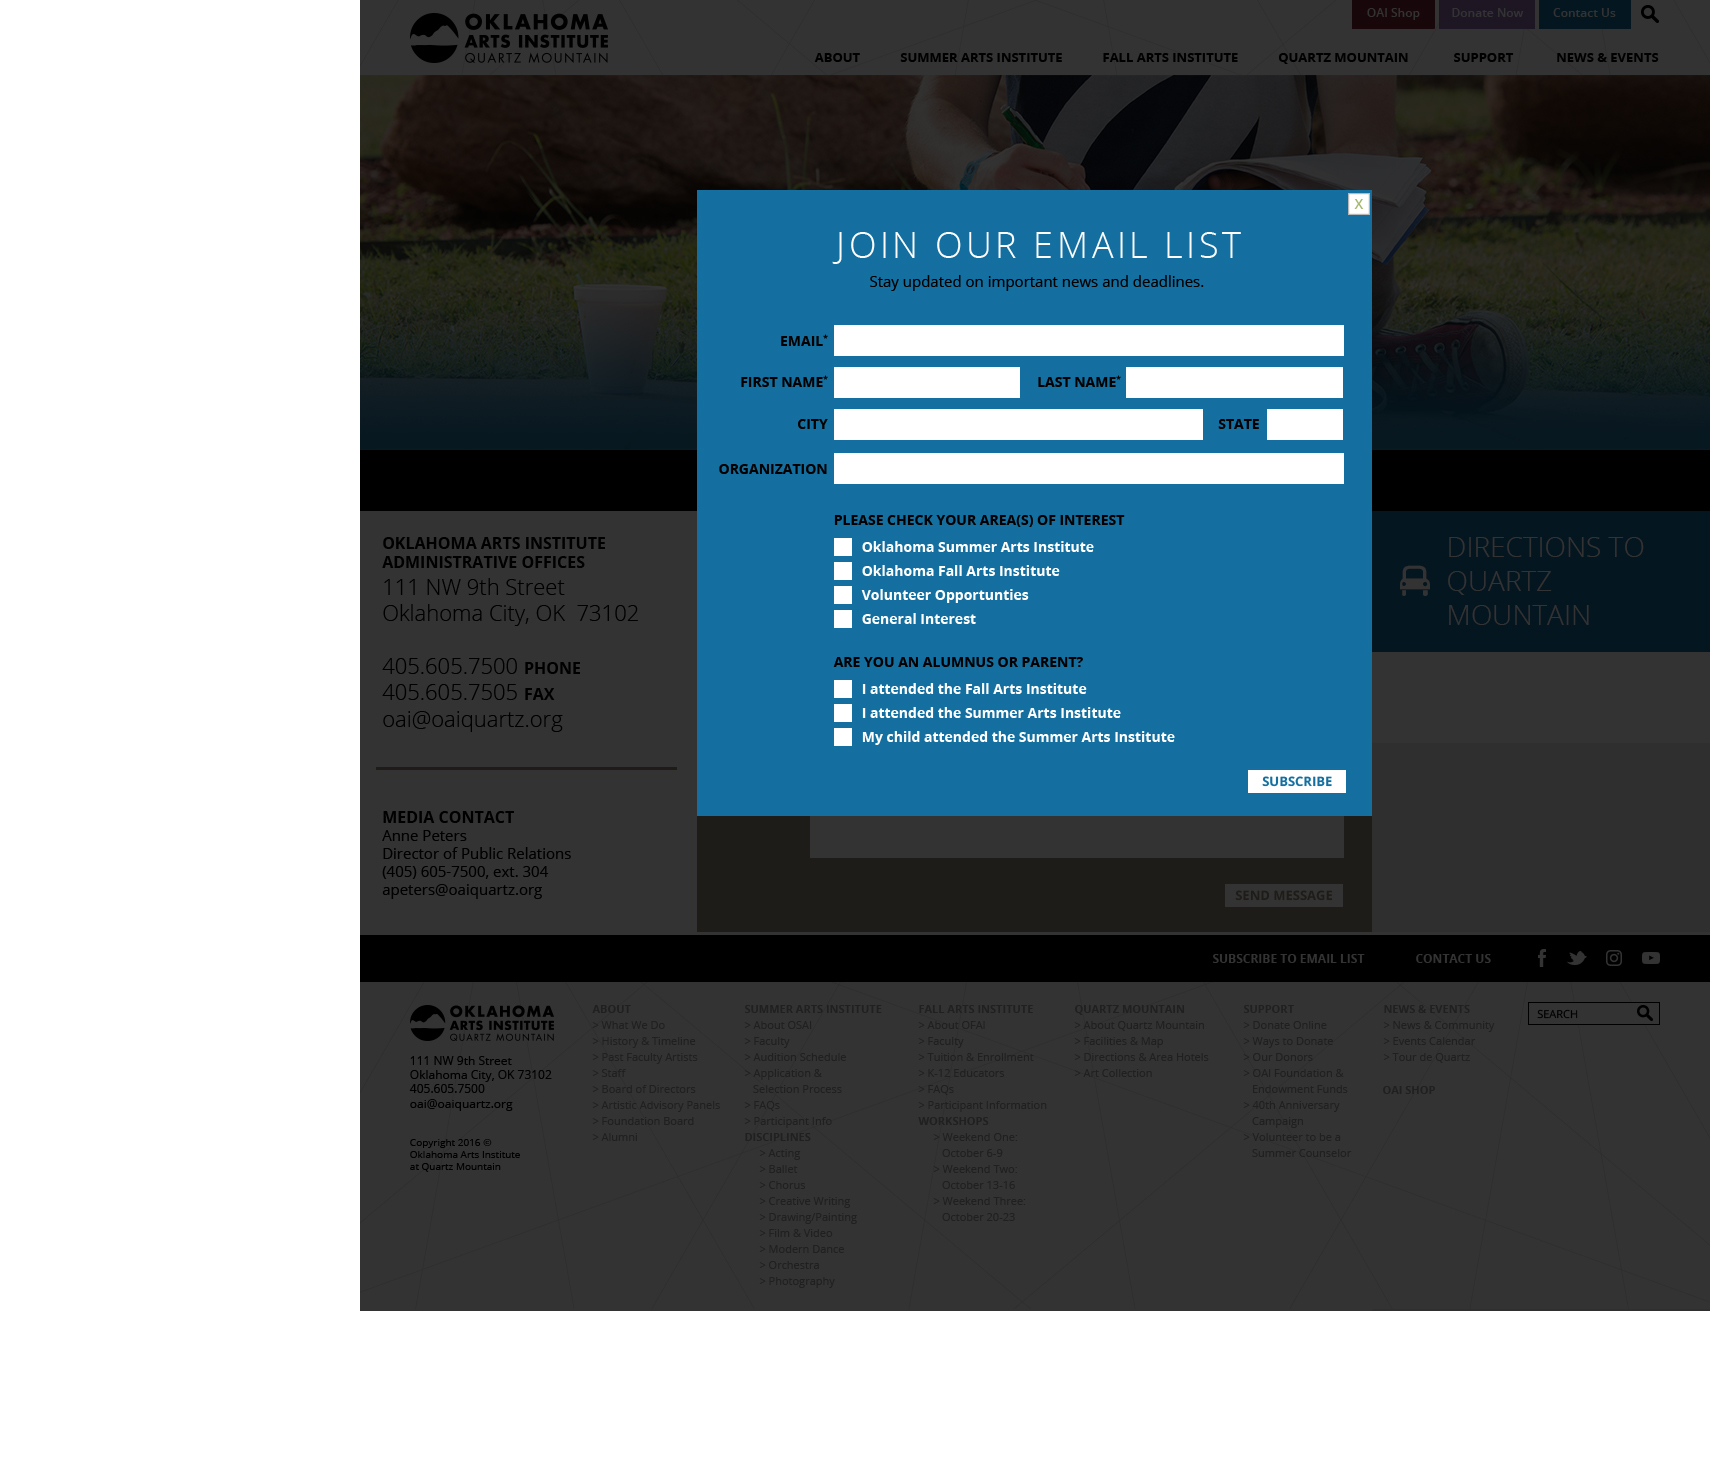 OKLAHOMA
ARTS INSTITUTE
QUARTZ MOUNTAIN
OAI Shop
Donate Now
Contact Us
ABOUT
SUMMER ARTS INSTITUTE
FALL ARTS INSTITUTE
QUARTZ MOUNTAIN
SUPPORT
NEWS & EVENTS
X
JOIN OUR EMAIL LIST
Stay updated on important news and deadlines.
EMAIL*
FIRST NAME*
LAST NAME*
CITY
STATE
ORGANIZATION
PLEASE CHECK YOUR AREA(S) OF INTEREST
Oklahoma Summer Arts Institute
Oklahoma Fall Arts Institute
Volunteer Opportunties
General Interest
ARE YOU AN ALUMNUS OR PARENT?
I attended the Fall Arts Institute
I attended the Summer Arts Institute
My child attended the Summer Arts Institute
SUBSCRIBE
OKLAHOMA ARTS INSTITUTE
ADMINISTRATIVE OFFICES
111 NW 9th Street
Oklahoma City, OK 73102
405.605.7500 PHONE
405.605.7505 FAX
oai@oaiquartz.org
MEDIA CONTACT
Anne Peters
Director of Public Relations
(405) 605-7500, ext. 304
apeters@oaiquartz.org
DIRECTIONS TO
QUARTZ
MOUNTAIN
SEND MESSAGE
SUBSCRIBE TO EMAIL LIST
CONTACT US
OKLAHOMA
ARTS INSTITUTE
QUARTZ MOUNTAIN
111 NW 9th Street
Oklahoma City, OK 73102
405.605.7500
oai@oaiquartz.org
Copyright 2016 ©
Oklahoma Arts Institute
at Quartz Mountain
ABOUT
> What We Do
> History & Timeline
> Past Faculty Artists
> Staff
> Board of Directors
> Artistic Advisory Panels
> Foundation Board
> Alumni
SUMMER ARTS INSTITUTE
> About OSAI
> Faculty
> Audition Schedule
> Application &
Selection Process
> FAQs
> Participant Info
DISCIPLINES
> Acting
> Ballet
> Chorus
> Creative Writing
> Drawing/Painting
> Film & Video
> Modern Dance
> Orchestra
> Photography
FALL ARTS INSTITUTE
> About OFAI
> Faculty
> Tuition & Enrollment
> K-12 Educators
> FAQs
> Participant Information
WORKSHOPS
> Weekend One:
October 6-9
> Weekend Two:
October 13-16
> Weekend Three:
October 20-23
QUARTZ MOUNTAIN
> About Quartz Mountain
> Facilities & Map
> Directions & Area Hotels
> Art Collection
SUPPORT
> Donate Online
> Ways to Donate
> Our Donors
> OAI Foundation &
Endowment Funds
> 40th Anniversary
Campaign
> Volunteer to be a
Summer Counselor
NEWS & EVENTS
> News & Community
> Events Calendar
> Tour de Quartz
OAI SHOP
SEARCH